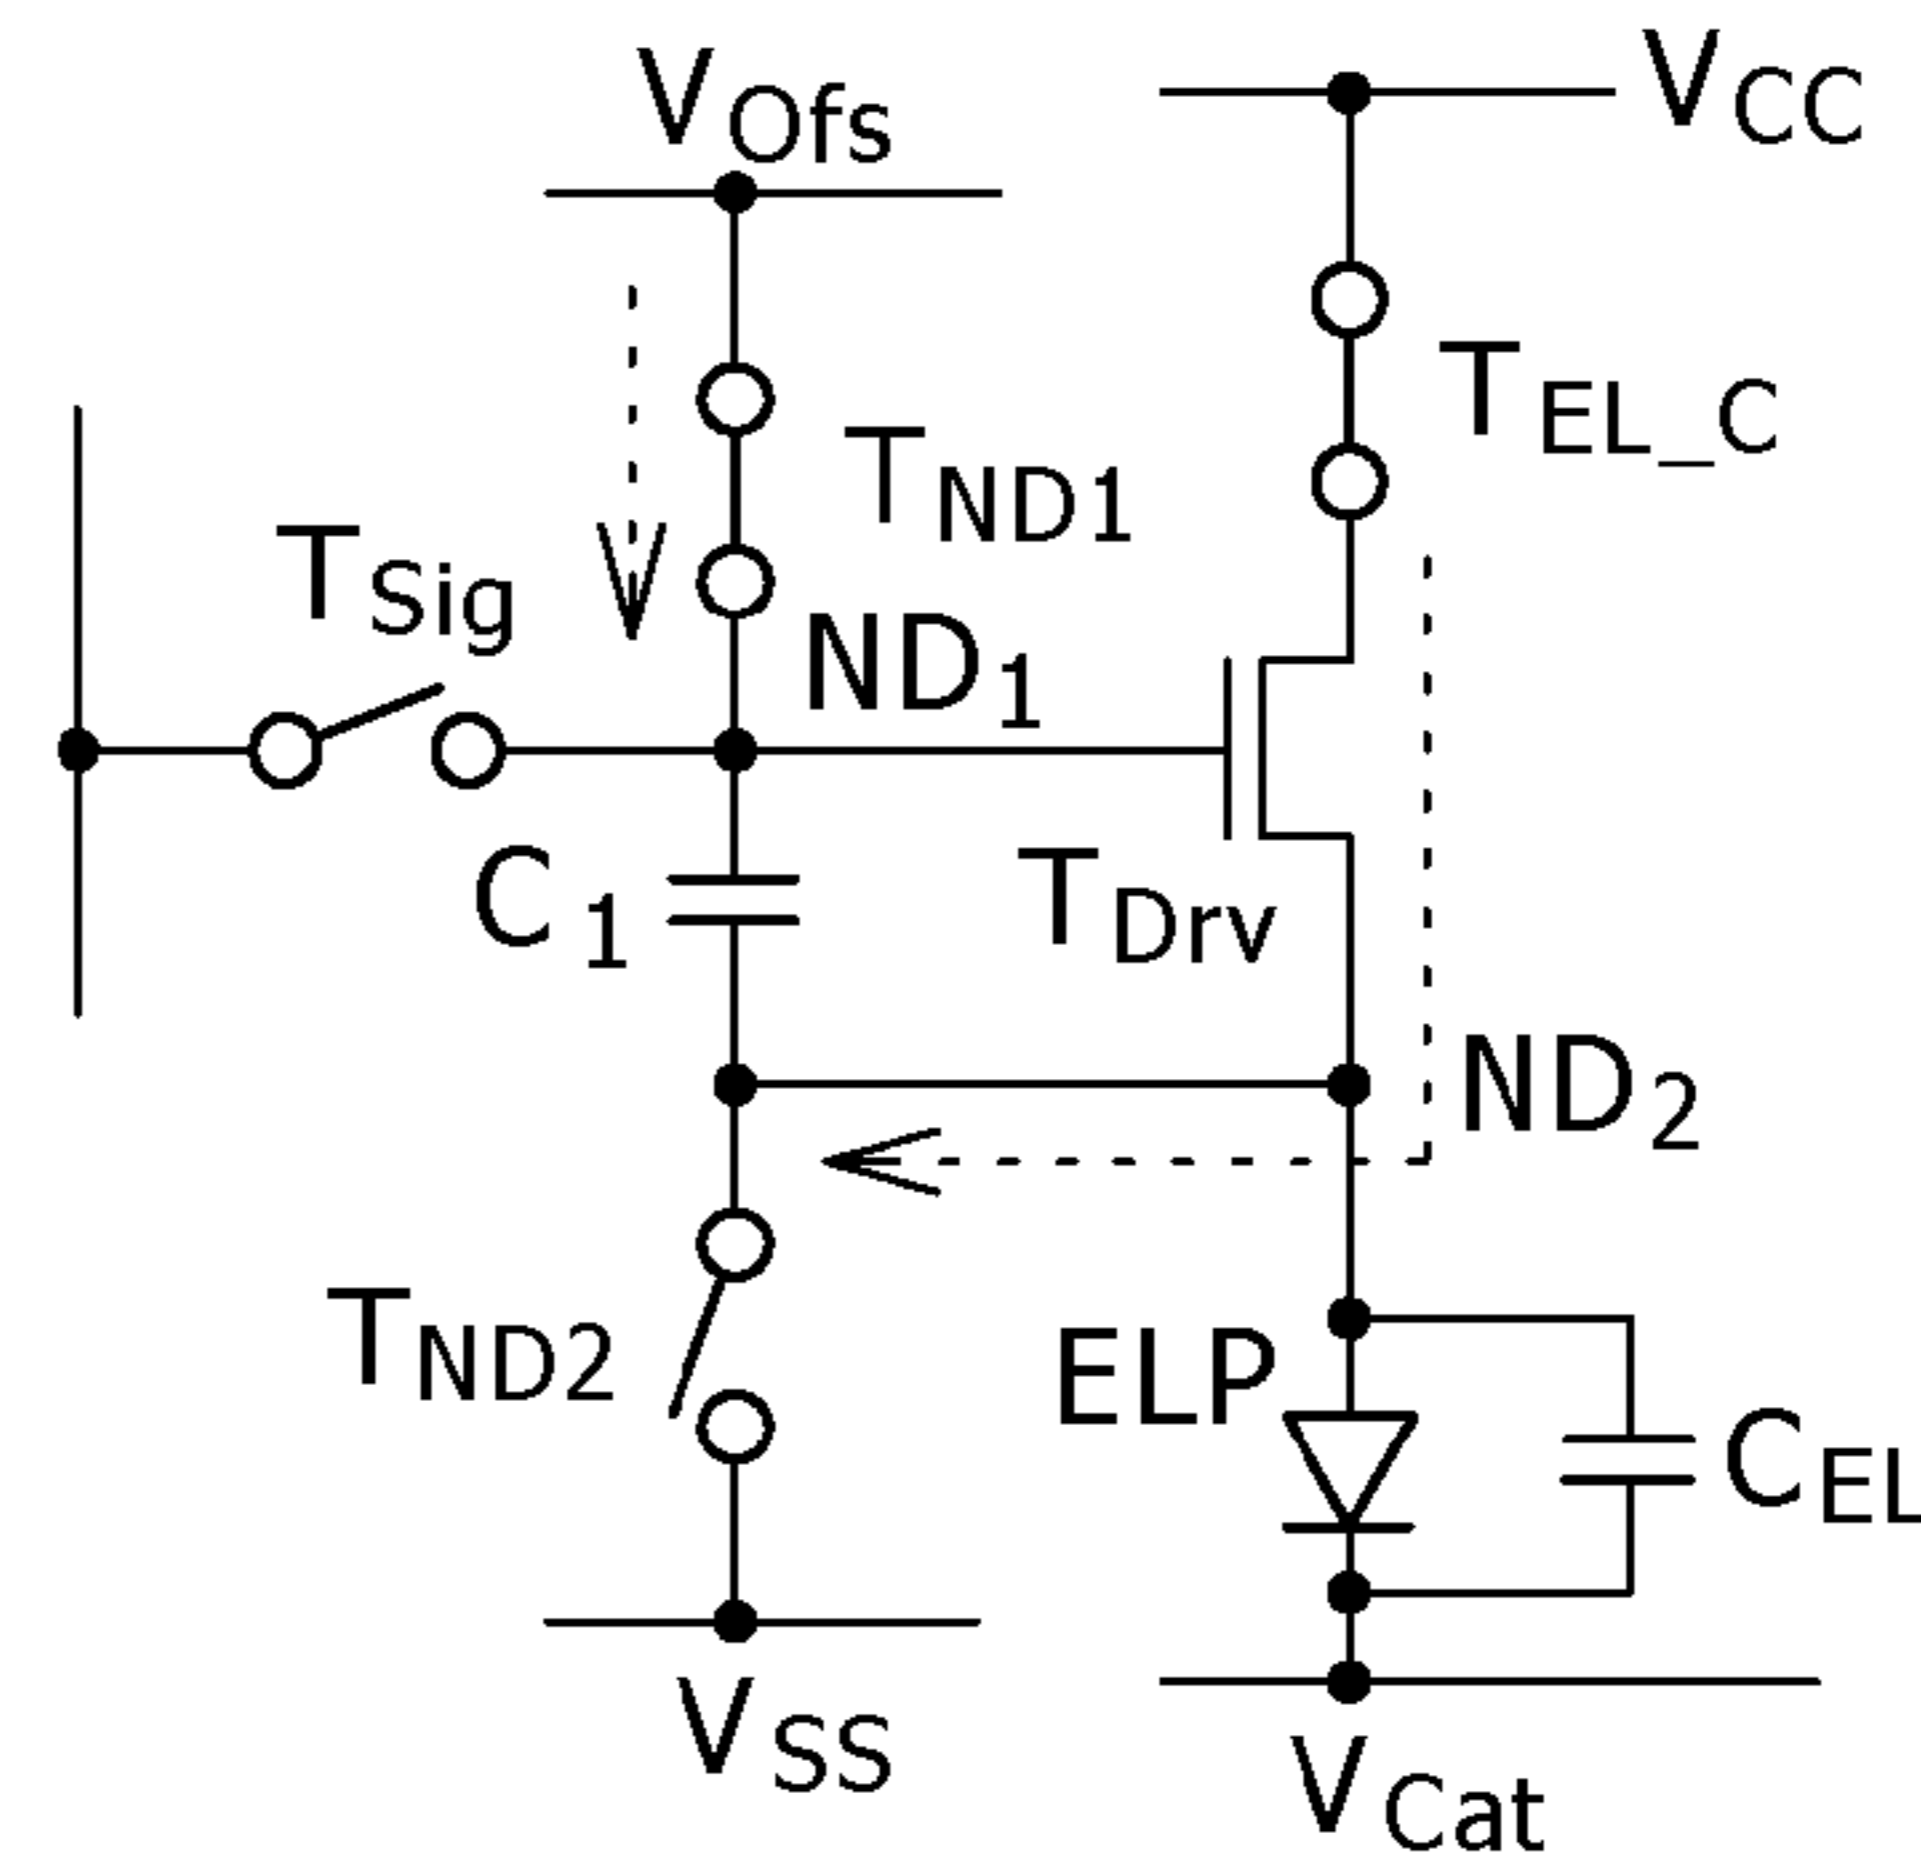 VOfs
VCC
TEL_C
TND1
TSig
ND1
C1
TDrv
ND2
TND2
ELP
CEL
VSS
VCat